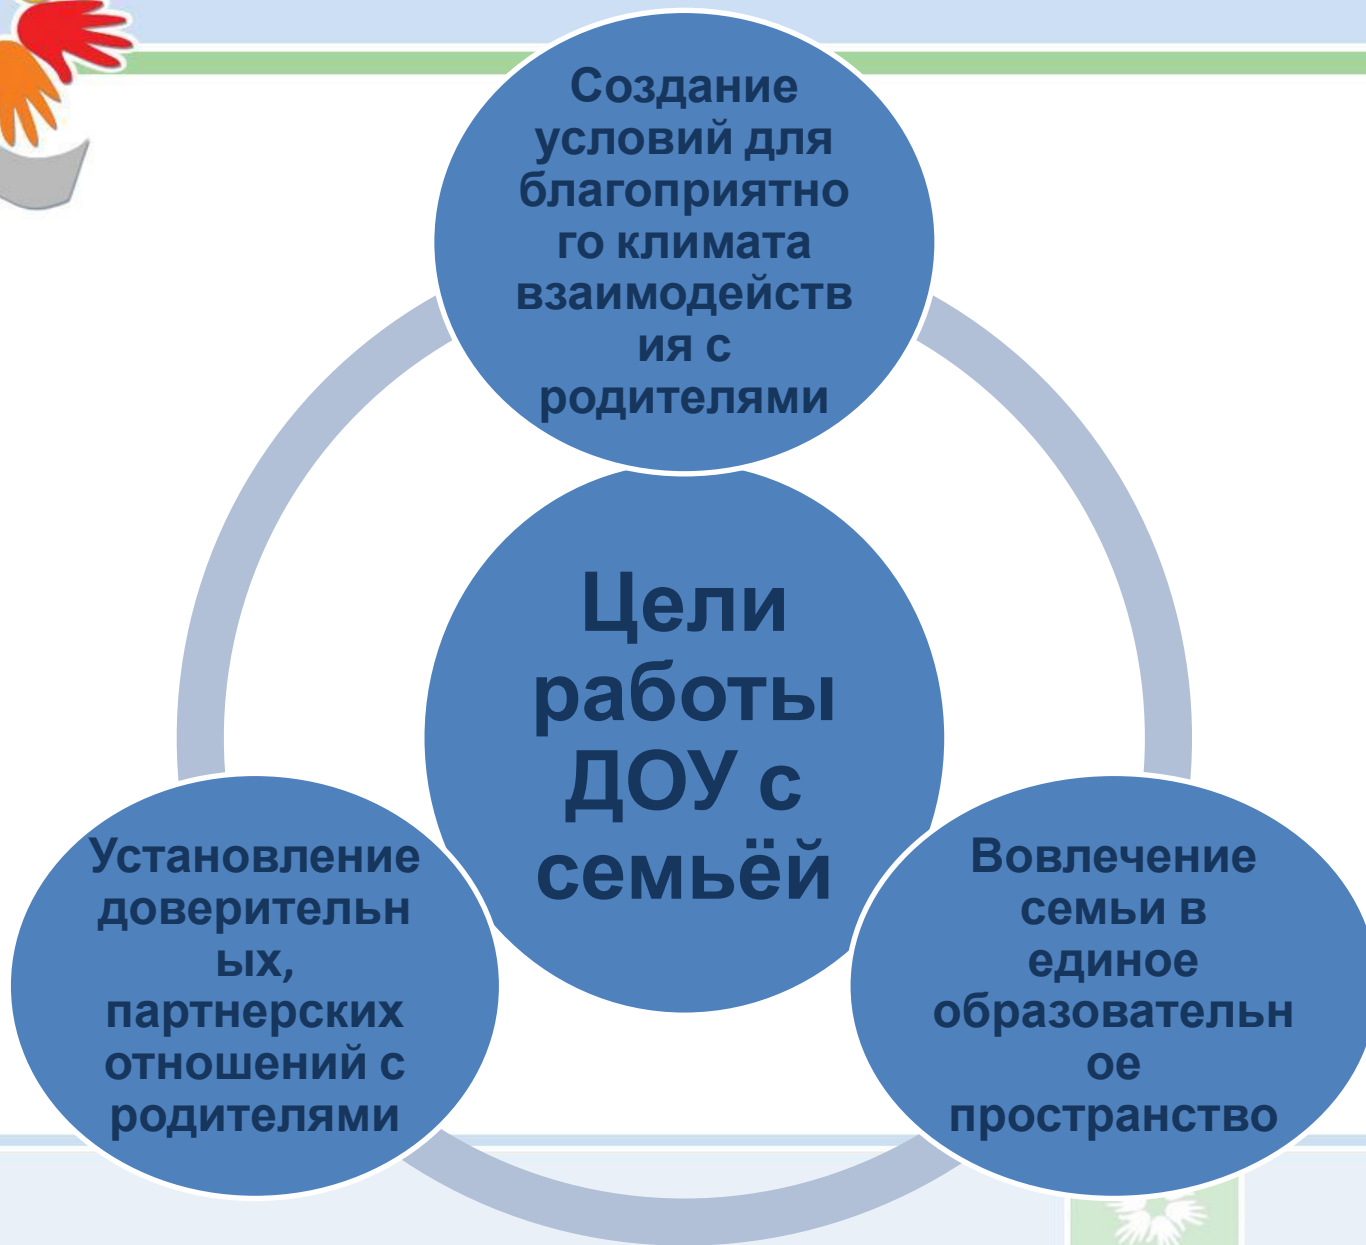 Создание
условий для
благоприятно
го климата
взаимодейств
ия с
родителями
Цели
работы
ДОУ с
семьёй
Установление
доверительн
ых,
партнерских
отношений с
родителями
Вовлечение
семьи в
единое
образовательн
ое
пространство